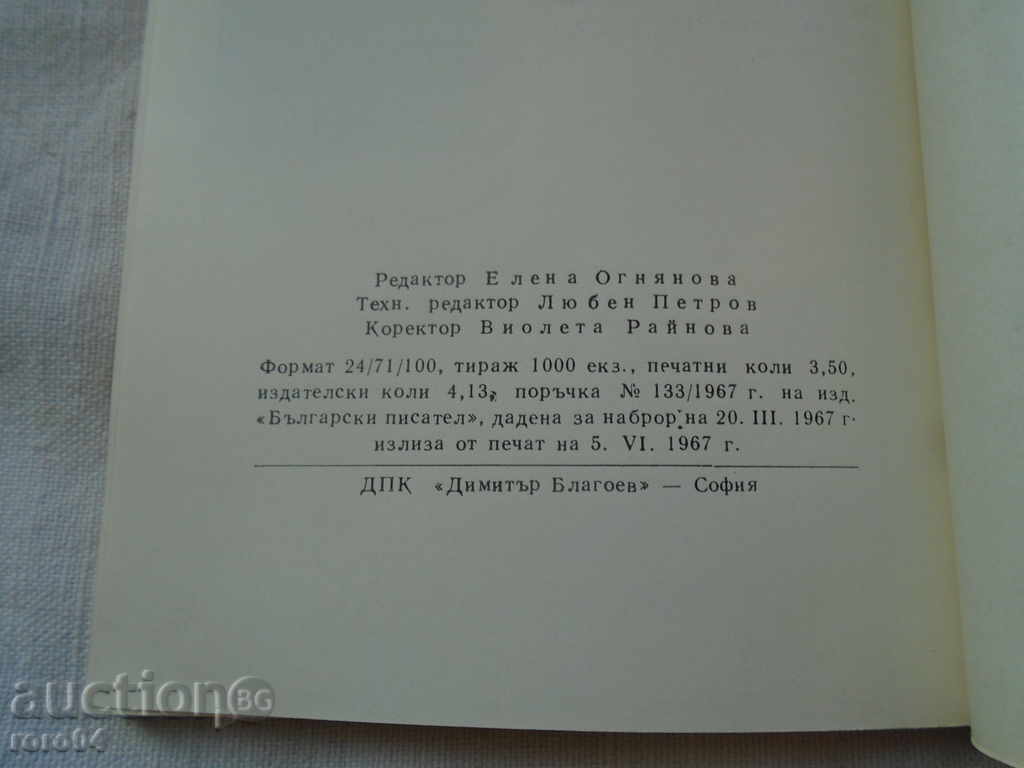 Редактор Елена Огнянова
Техн. редактор Любен Петров
Коректор Виолета Райнова
Формат 24/71/100, тираж 1000 екз., печатни коли 3,50,
издателски коли 4,13, поръчка № 133/1967 г. на изд.
«Български писател», дадена за наброр на 20. III. 1967 г.
излиза от печат на 5. VI. 1967 г.
ДПК «Димитър Благоев» — София
auction BG
roro04